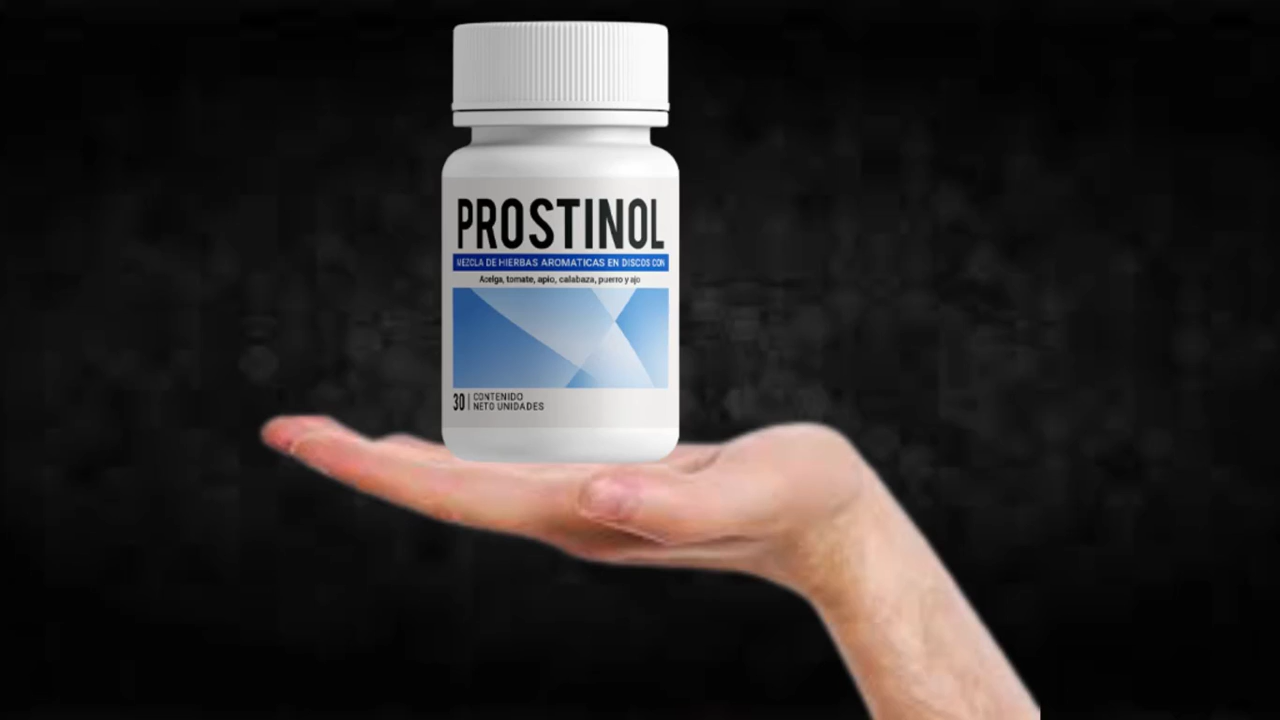 PROSTINOL
MEZCLA DE HIERBAS AROMATICAS EN DISCOS CON
Acelga, tomate, apio, calabaza, puerro y ajo
30 | CONTENIDO
NETO UNIDADES